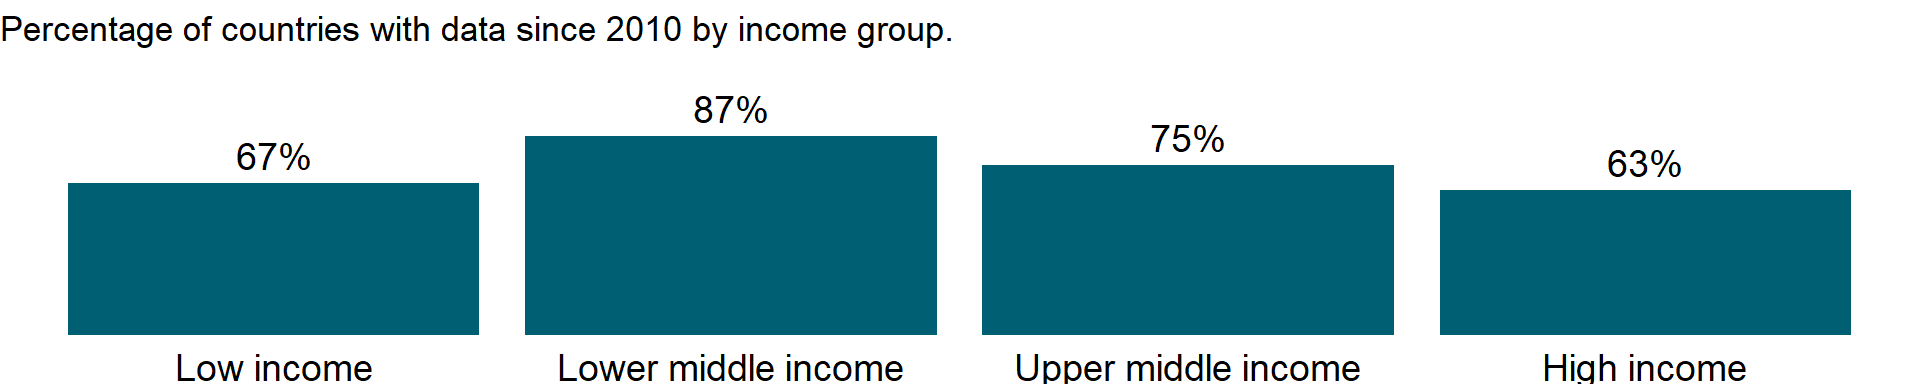 Percentage of countries with data since 2010 by income group.
87%
75%
67%
63%
Low income
Lower middle income
Upper middle income
High income